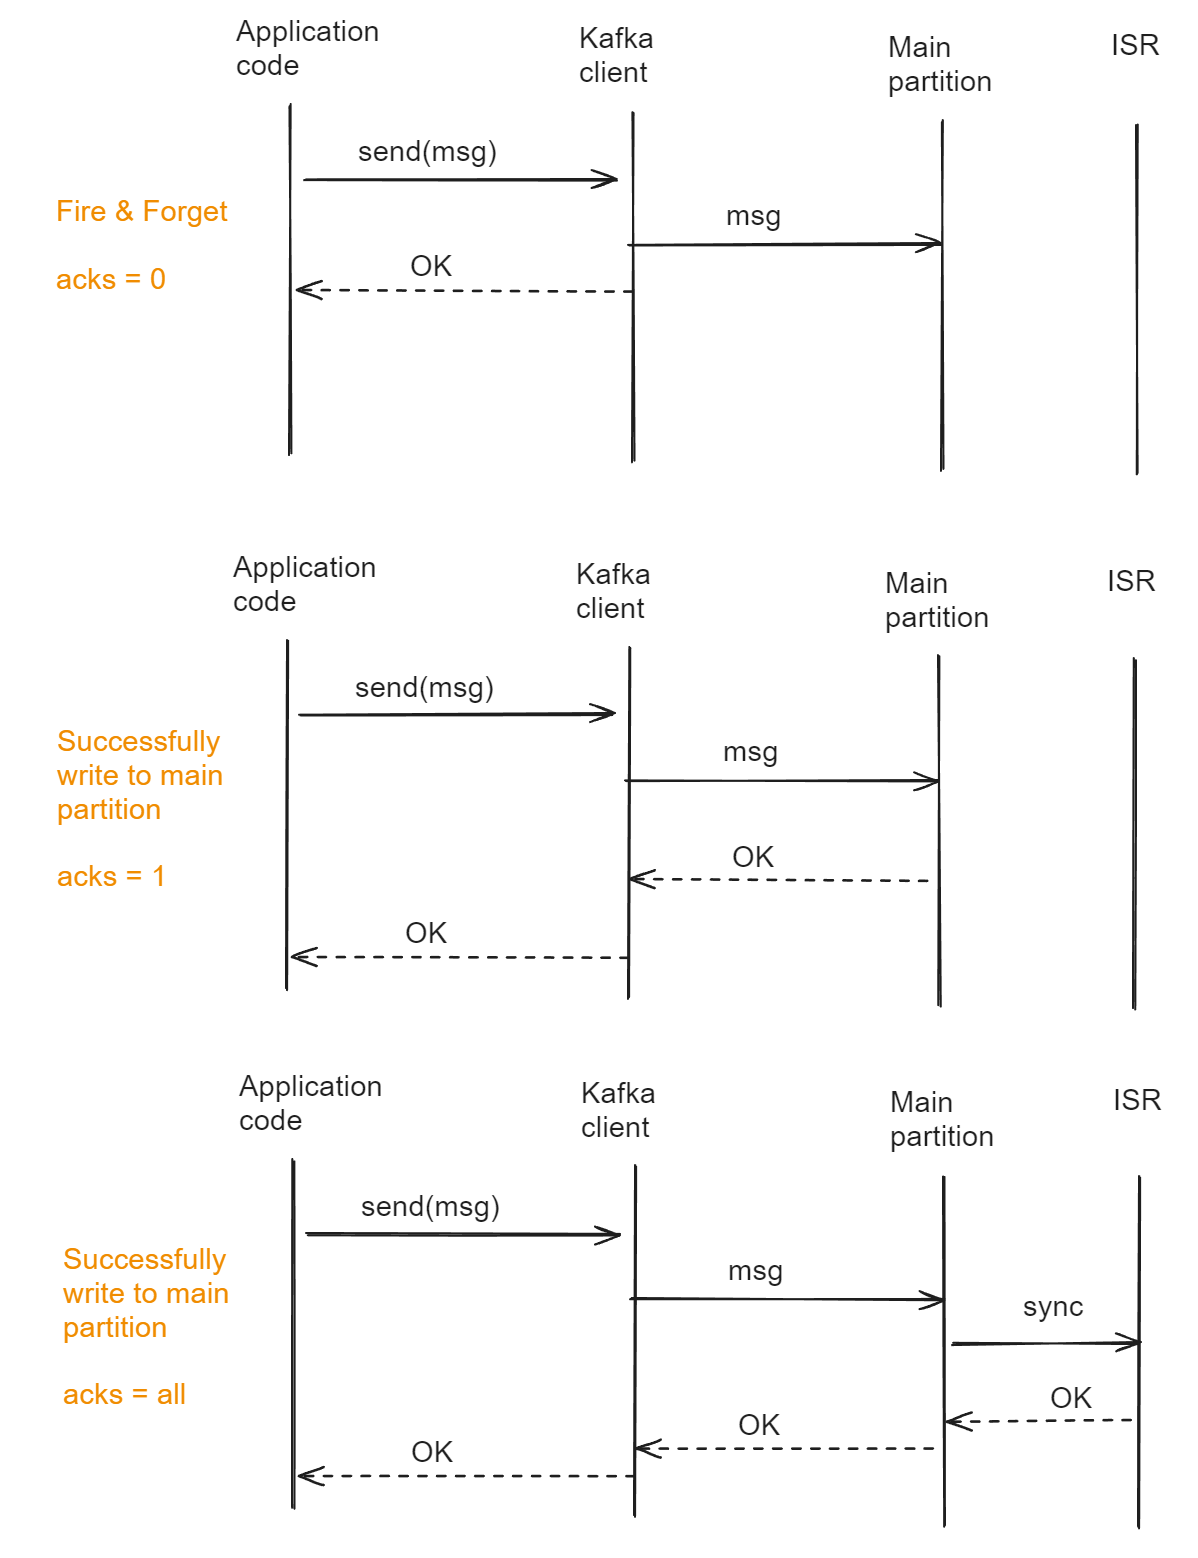 Application
code
Kafka
client
Main
partition
ISR
send(msg)
Fire & Forget
msg
OK
acks = 0
Application
code
Kafka
client
Main
partition
ISR
send(msg)
Successfully
write to main
partition
msg
OK
acks = 1
OK
Application
code
Kafka
client
Main
partition
ISR
send(msg)
Successfully
write to main
partition
msg
sync
acks = all
OK
OK
OK